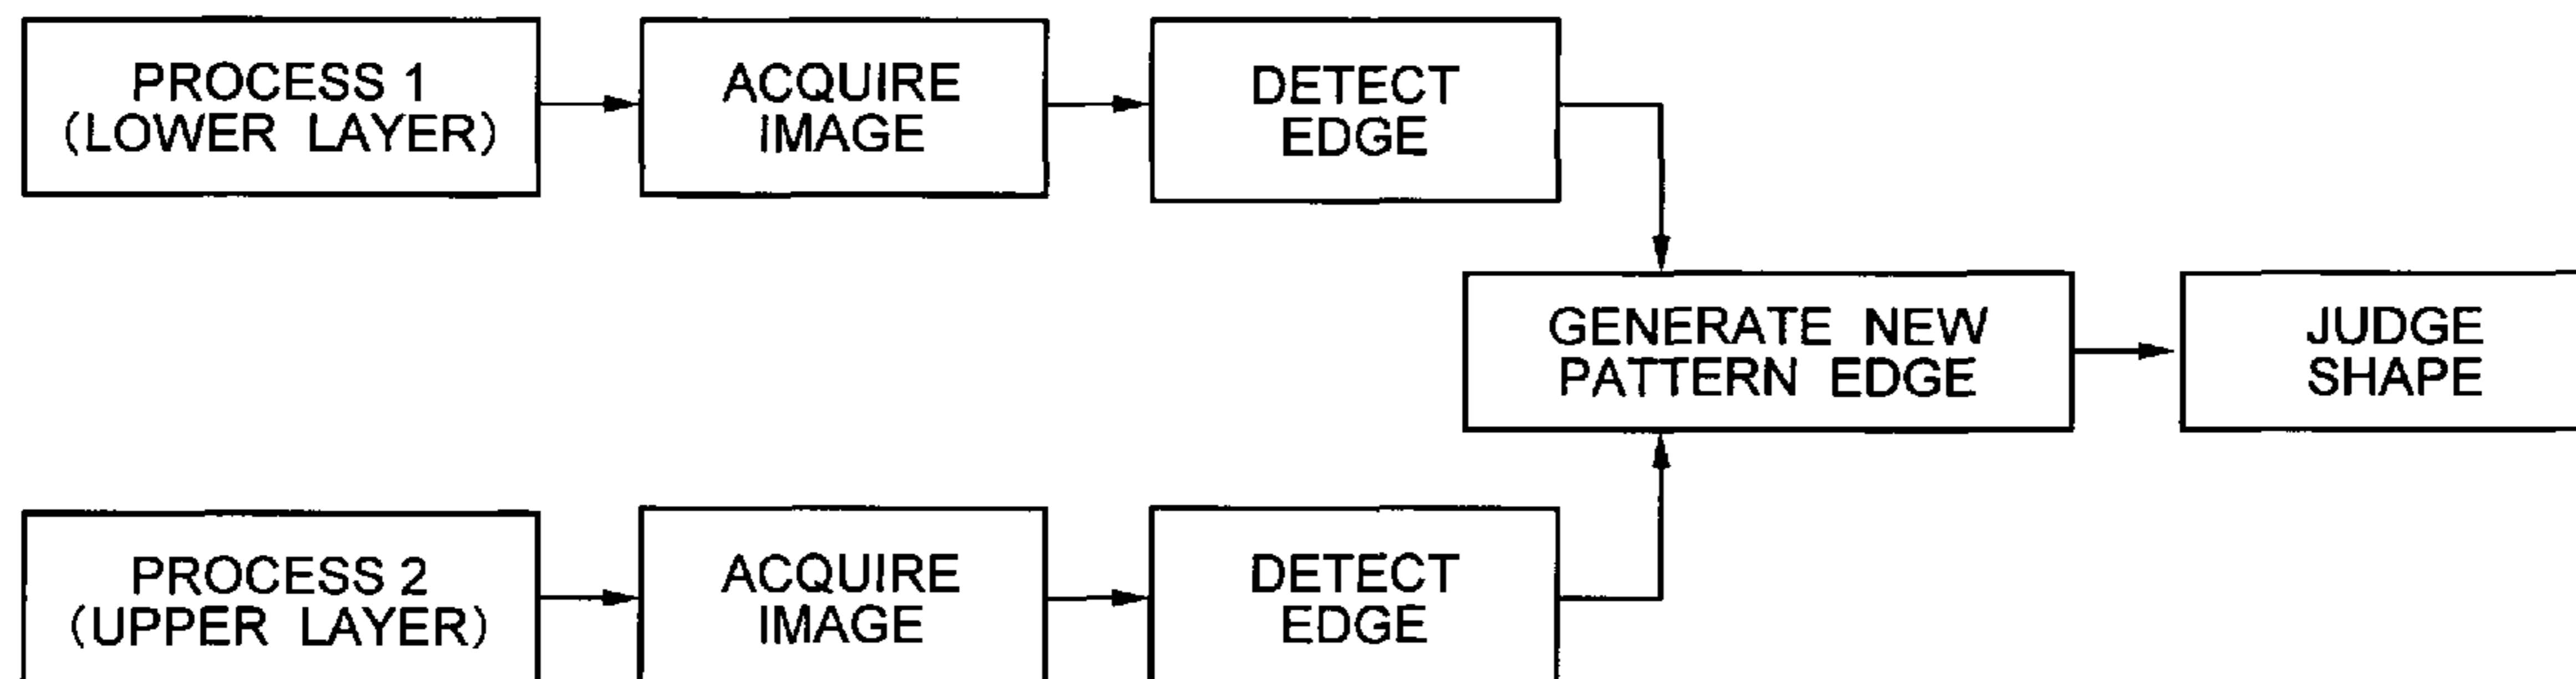 PROCESS 1
(LOWER LAYER)
ACQUIRE
IMAGE
DETECT
EDGE
GENERATE NEW
PATTERN EDGE
JUDGE
SHAPE
PROCESS 2
(UPPER LAYER)
ACQUIRE
IMAGE
DETECT
EDGE